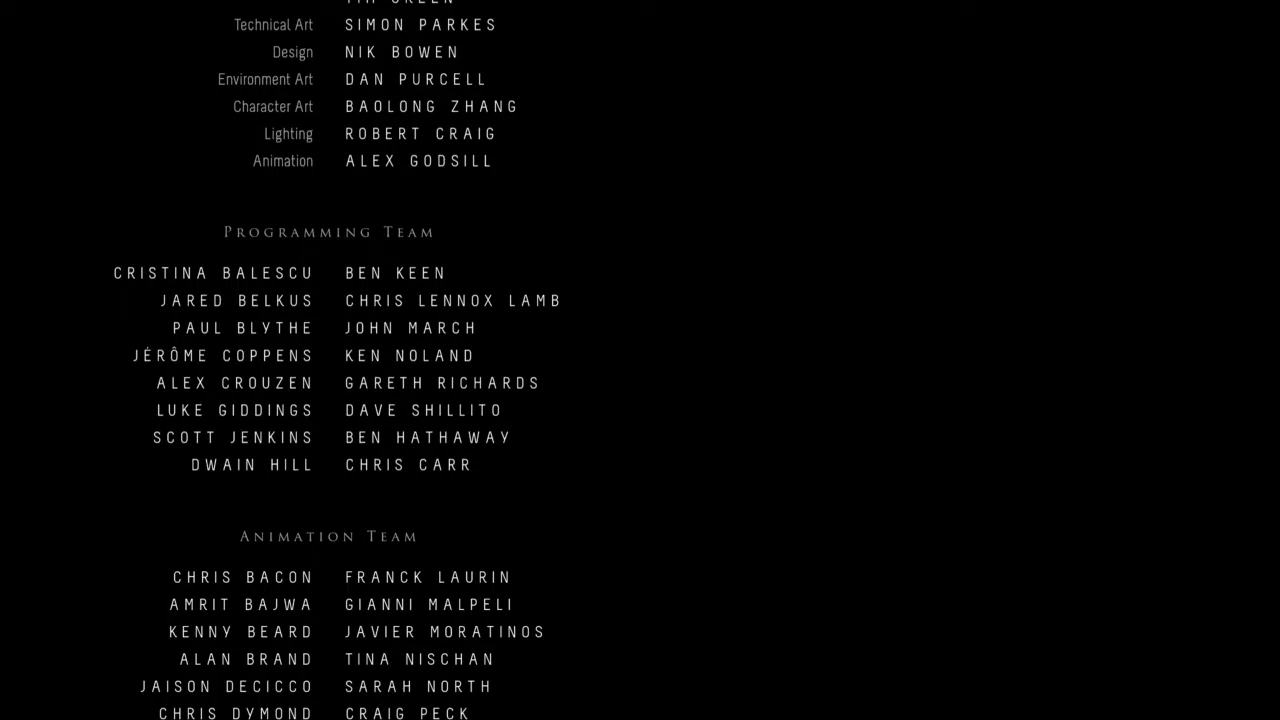 TIM GREEN
Technical Art SIMON PARKES
Design NIK BOWEN
Environment Art DAN PURCELL
Character Art BAOLONG ZHANG
Lighting ROBERT CRAIG
Animation ALEX GODSILL
PROGRAMMING TEAM
CRISTINA BALESCU BEN KEEN
JARED BELKUS CHRIS LENNOX LAMB
PAUL BLYTHE JOHN MARCH
JÉRÔME COPPENS KEN NOLAND
ALEX CROUZEN GARETH RICHARDS
LUKE GIDDINGS DAVE SHILLITO
SCOTT JENKINS BEN HATHAWAY
DWAIN HILL CHRIS CARR
ANIMATION TEAM
CHRIS BACON FRANCK LAURIN
AMRIT BAJWA GIANNI MALPELI
KENNY BEARD JAVIER MORATINOS
ALAN BRAND TINA NISCHAN
JAISON DECICCO SARAH NORTH
CHRIS DYMOND CRAIG PECK